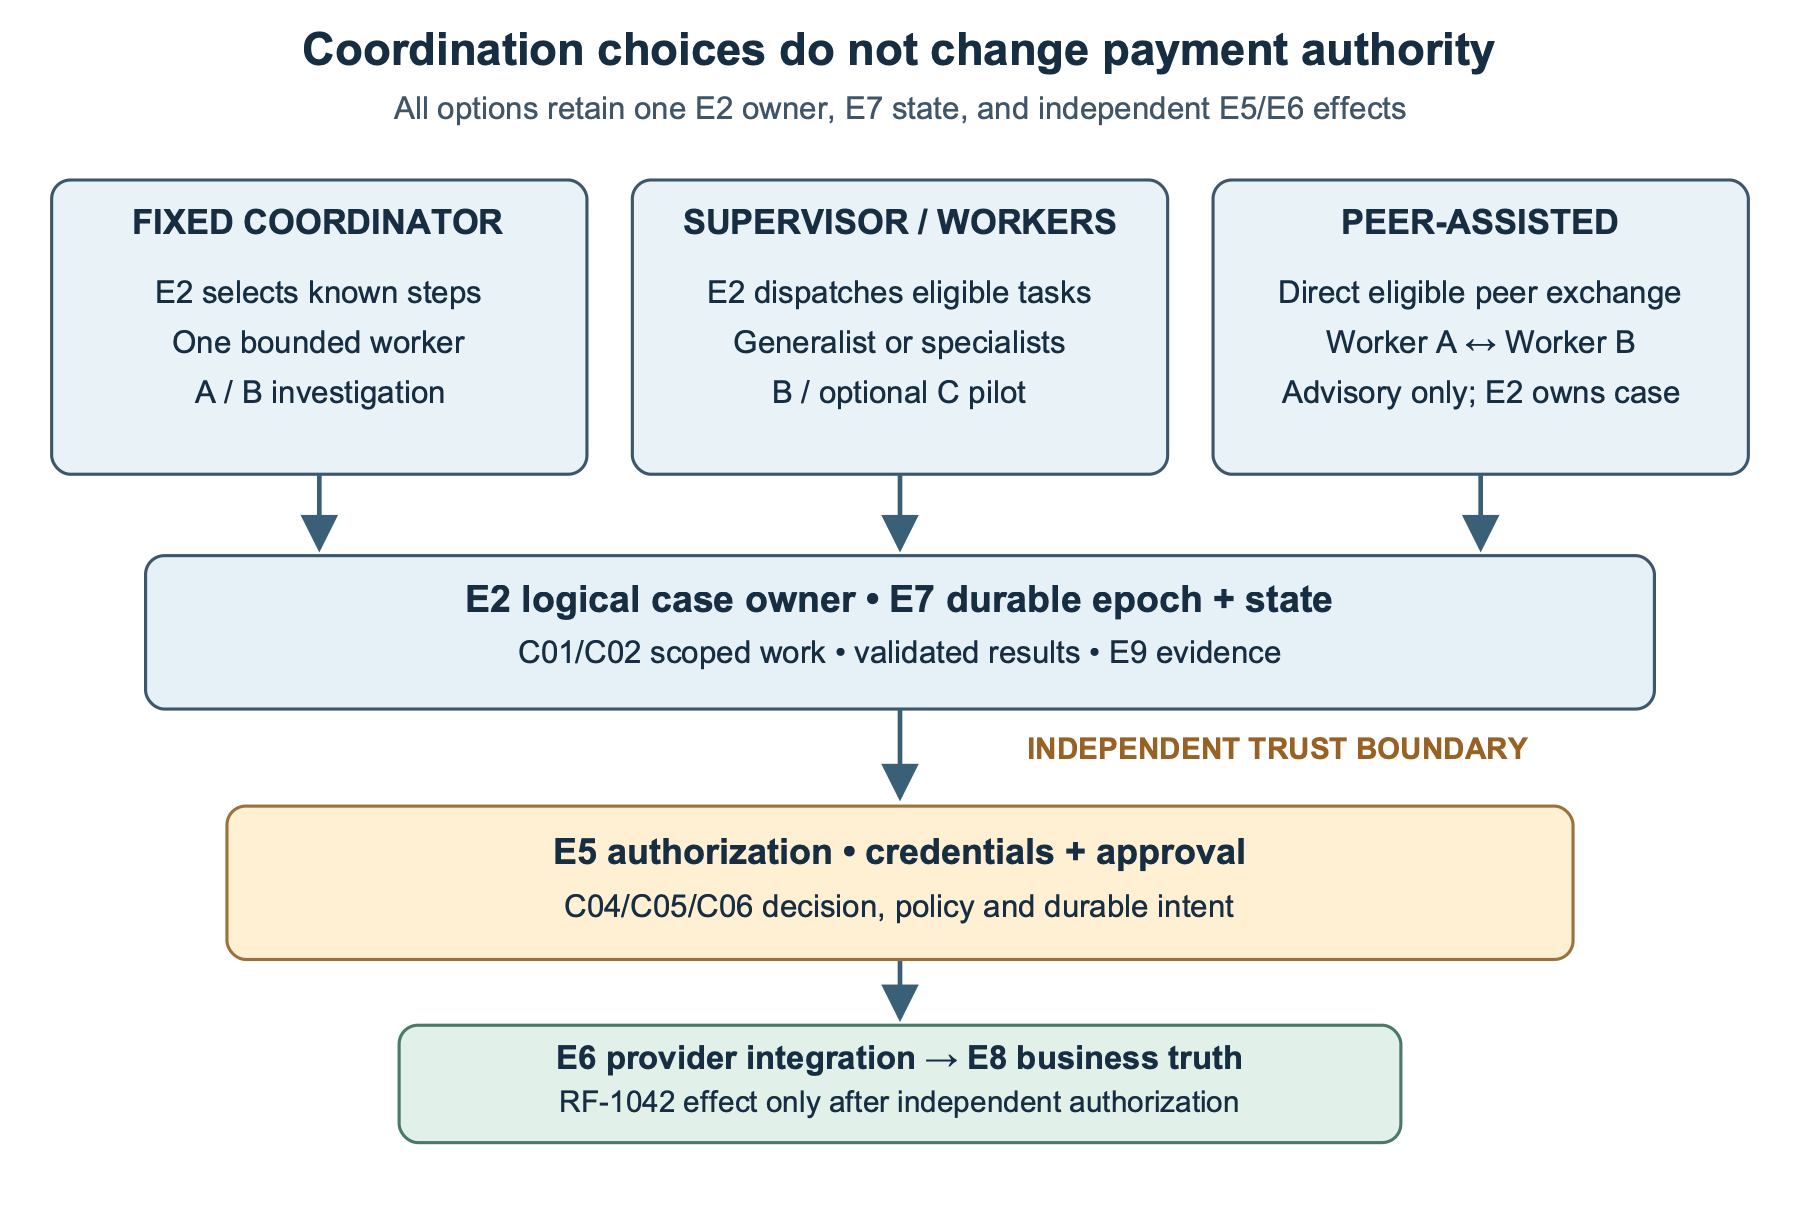 Coordination choices do not change payment authority
All options retain one E2 owner, E7 state, and independent E5/E6 effects
FIXED COORDINATOR
E2 selects known steps
One bounded worker
A / B investigation
SUPERVISOR / WORKERS
E2 dispatches eligible tasks
Generalist or specialists
B / optional C pilot
PEER-ASSISTED
Direct eligible peer exchange
Worker A ↔ Worker B
Advisory only; E2 owns case
E2 logical case owner • E7 durable epoch + state
C01/C02 scoped work • validated results • E9 evidence
INDEPENDENT TRUST BOUNDARY
E5 authorization • credentials + approval
C04/C05/C06 decision, policy and durable intent
E6 provider integration → E8 business truth
RF-1042 effect only after independent authorization